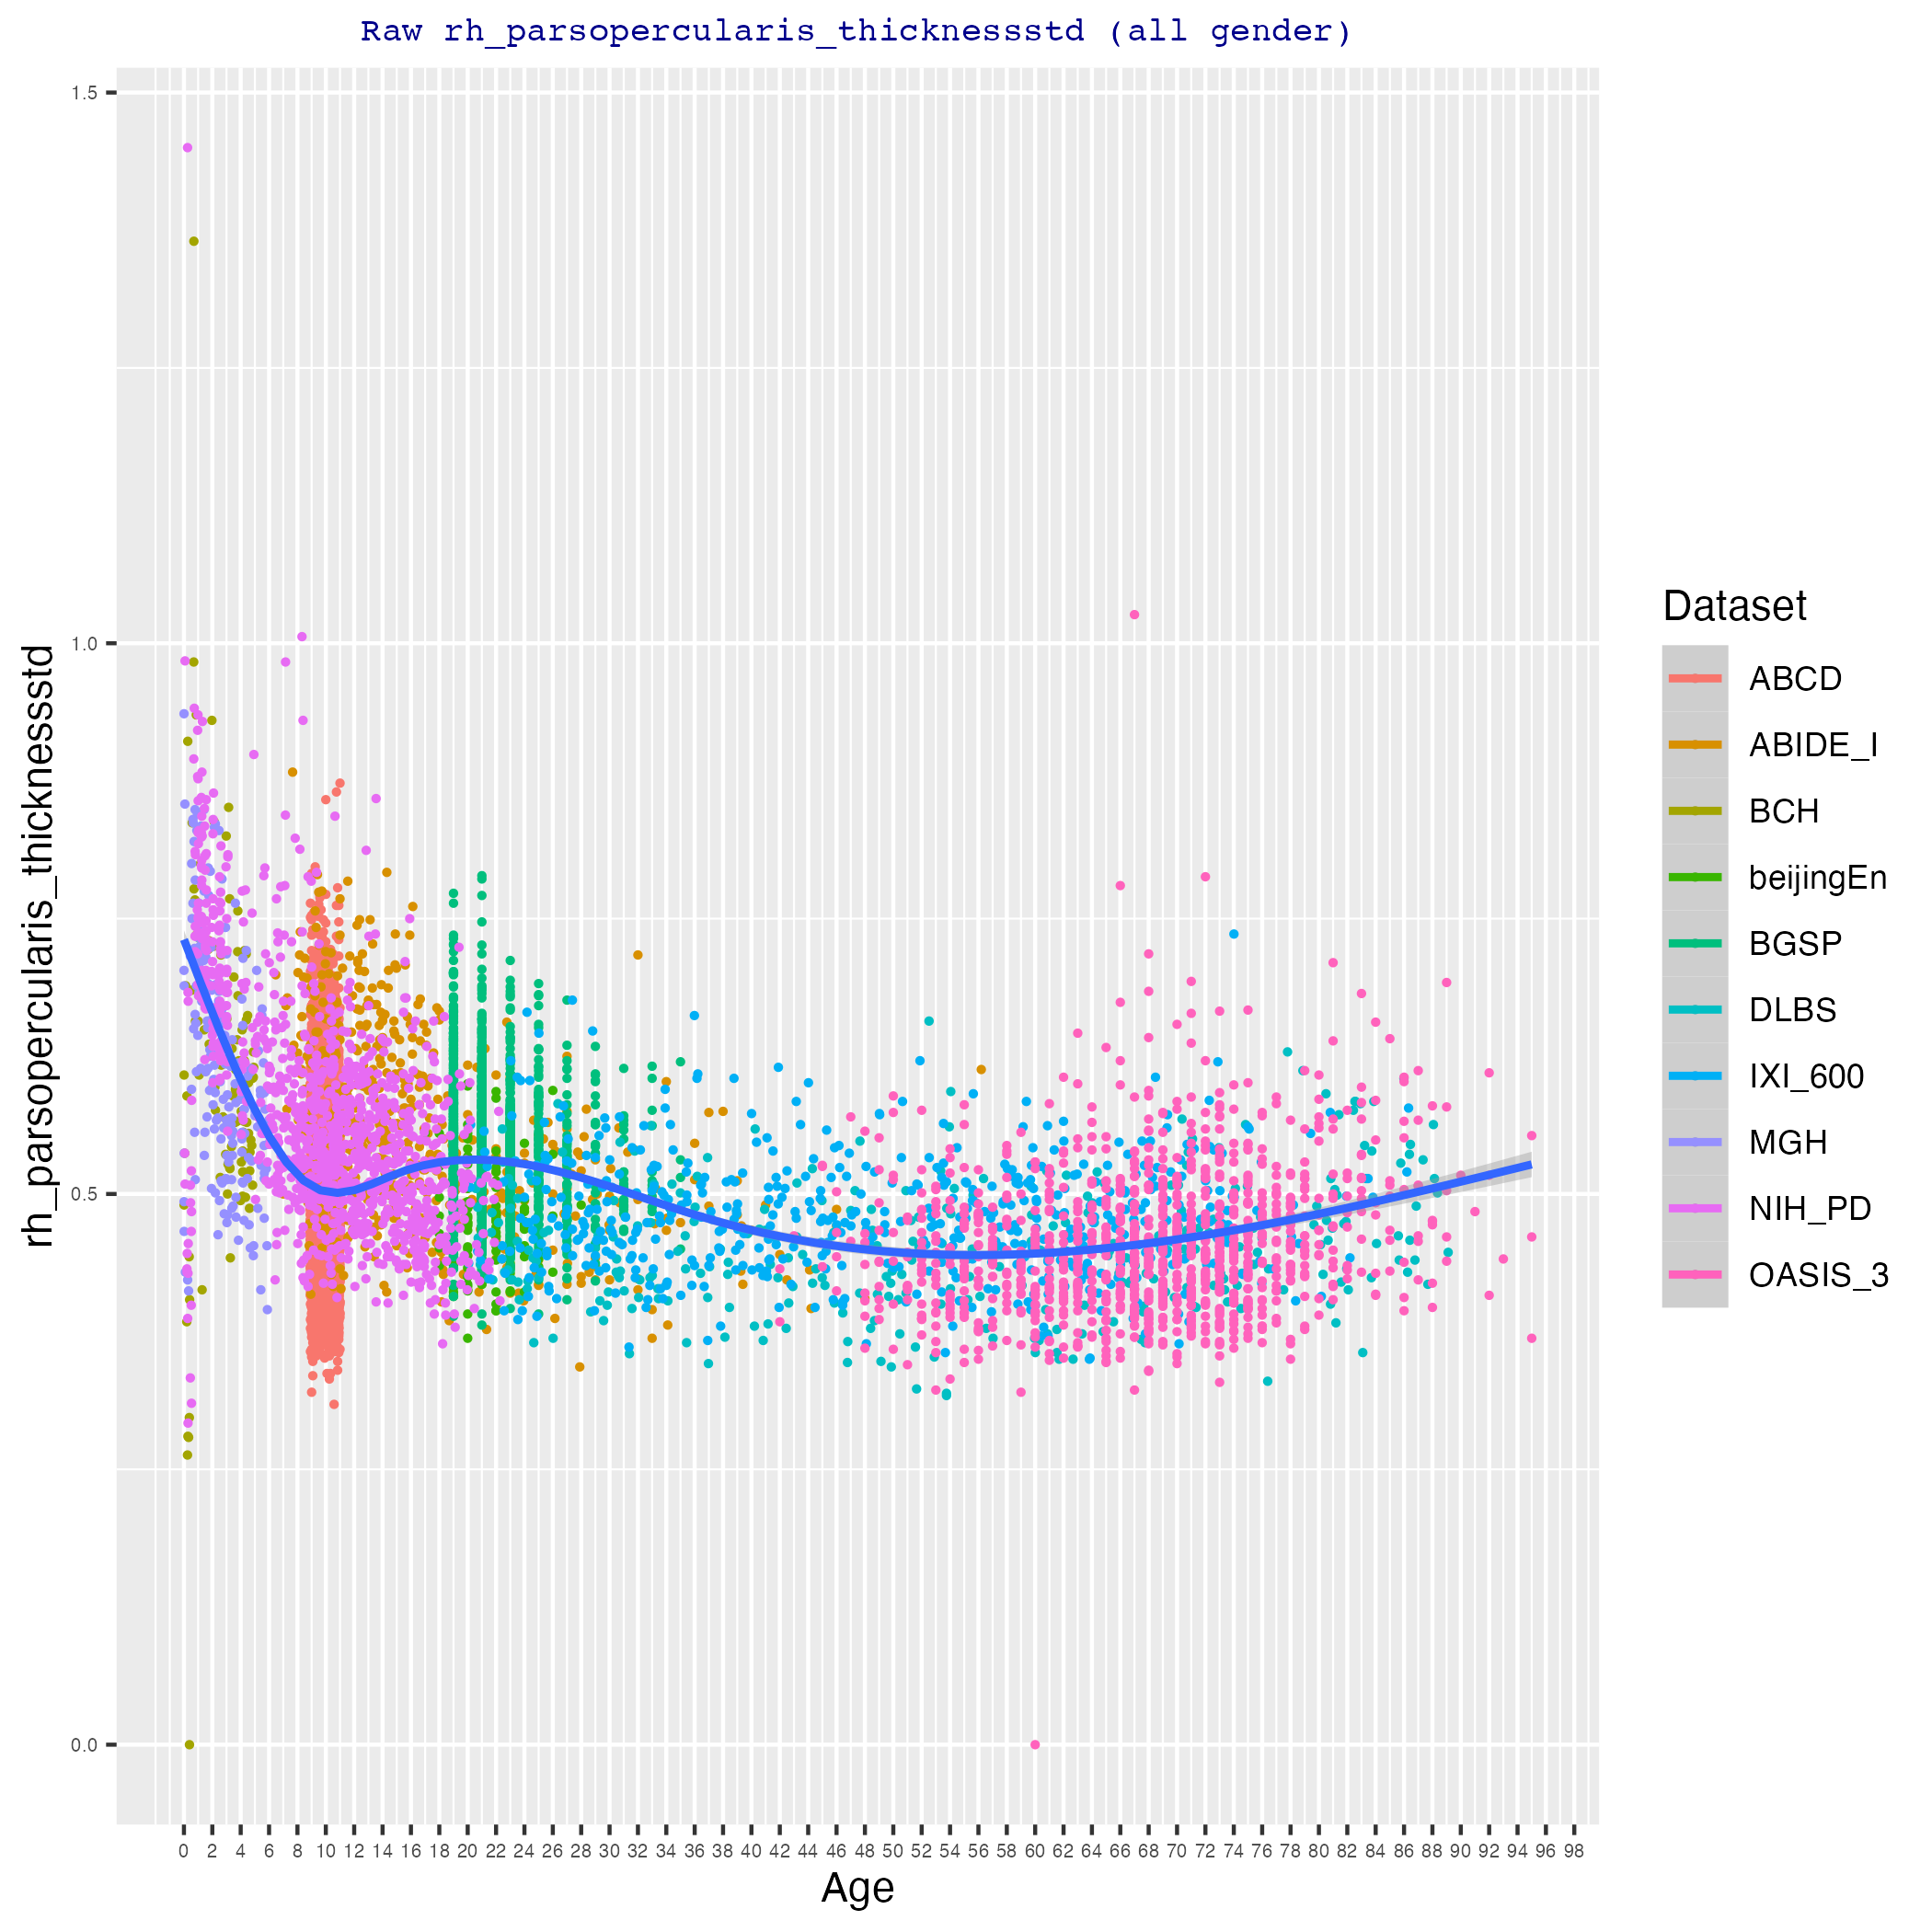 Raw rh_parsopercularis_thicknessstd (all gender)
rh_parsopercularis_thicknessstd
1.5
1.0
0.5
0.0
0 2 4 6 8 10 12 14 16 18 20 22 24 26 28 30 32 34 36 38 40 42 44 46 48 50 52 54 56 58 60 62 64 66 68 70 72 74 76 78 80 82 84 86 88 90 92 94 96 98
Age
Dataset
ABCD
ABIDE_I
BCH
beijingEn
BGSP
DLBS
IXI_600
MGH
NIH_PD
OASIS_3